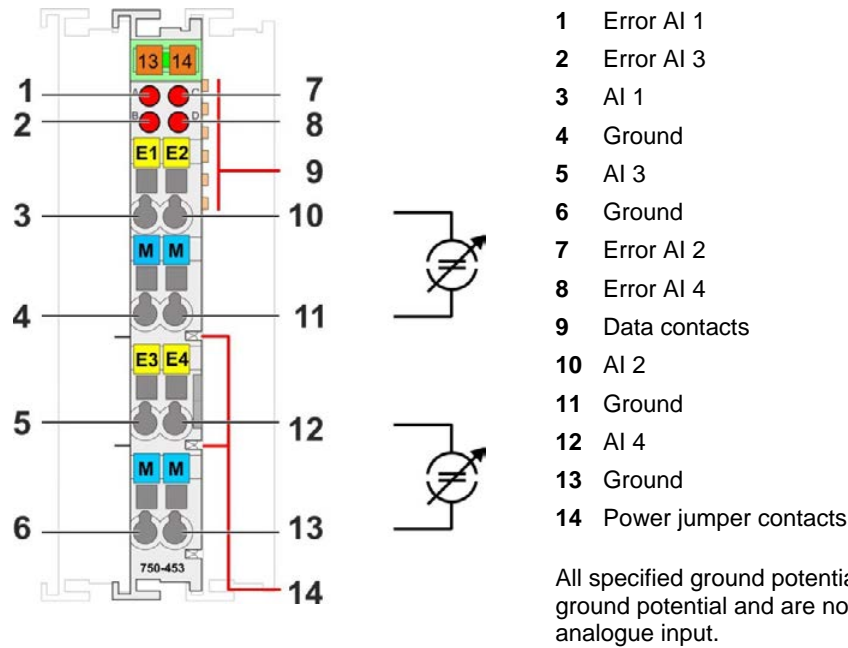 13 14
A C
B D
E1 E2
M M
E3 E4
M M
750-453
1
2
3
4
5
6
7
8
9
10
11
12
13
14
1 Error AI 1
2 Error AI 3
3 AI 1
4 Ground
5 AI 3
6 Ground
7 Error AI 2
8 Error AI 4
9 Data contacts
10 AI 2
11 Ground
12 AI 4
13 Ground
14 Power jumper contacts
All specified ground potentia
ground potential and are no
analogue input.